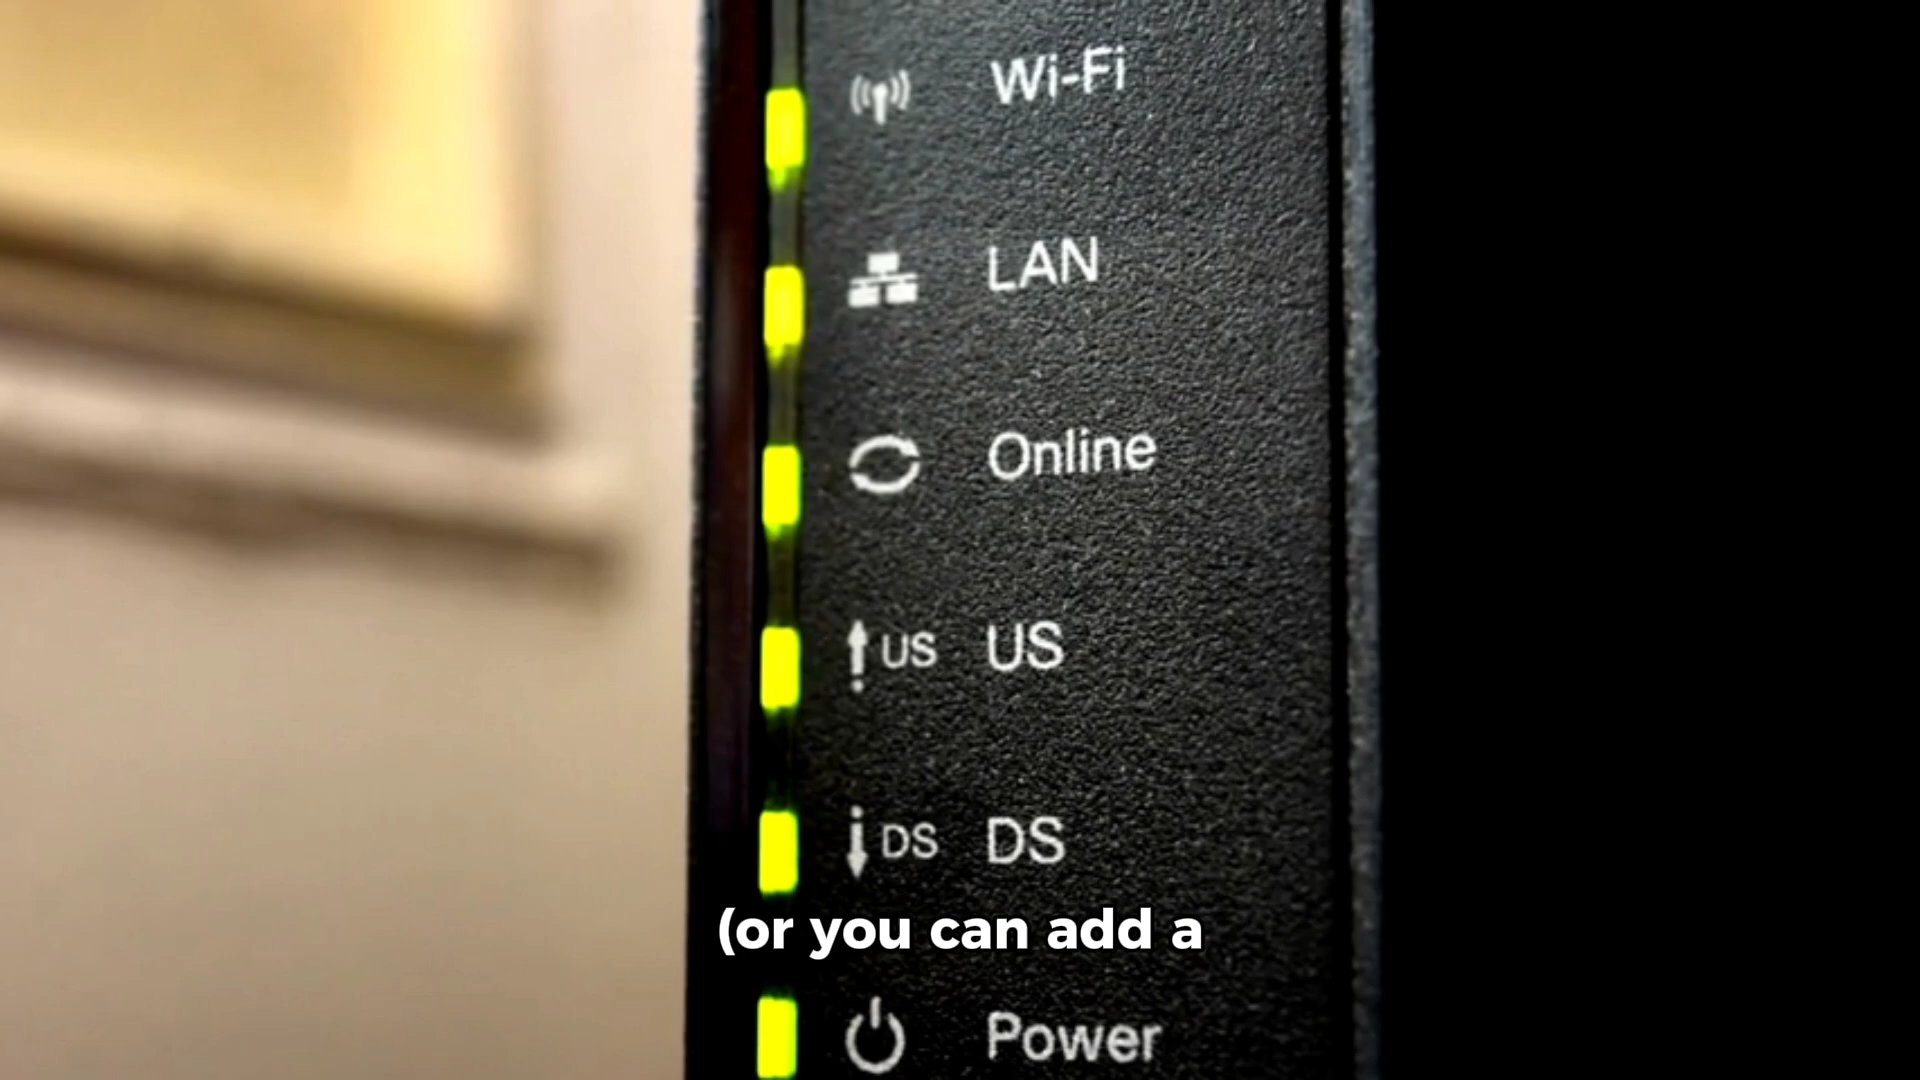 Wi-Fi
LAN
Online
US US
DS DS
(or you can add a
Power